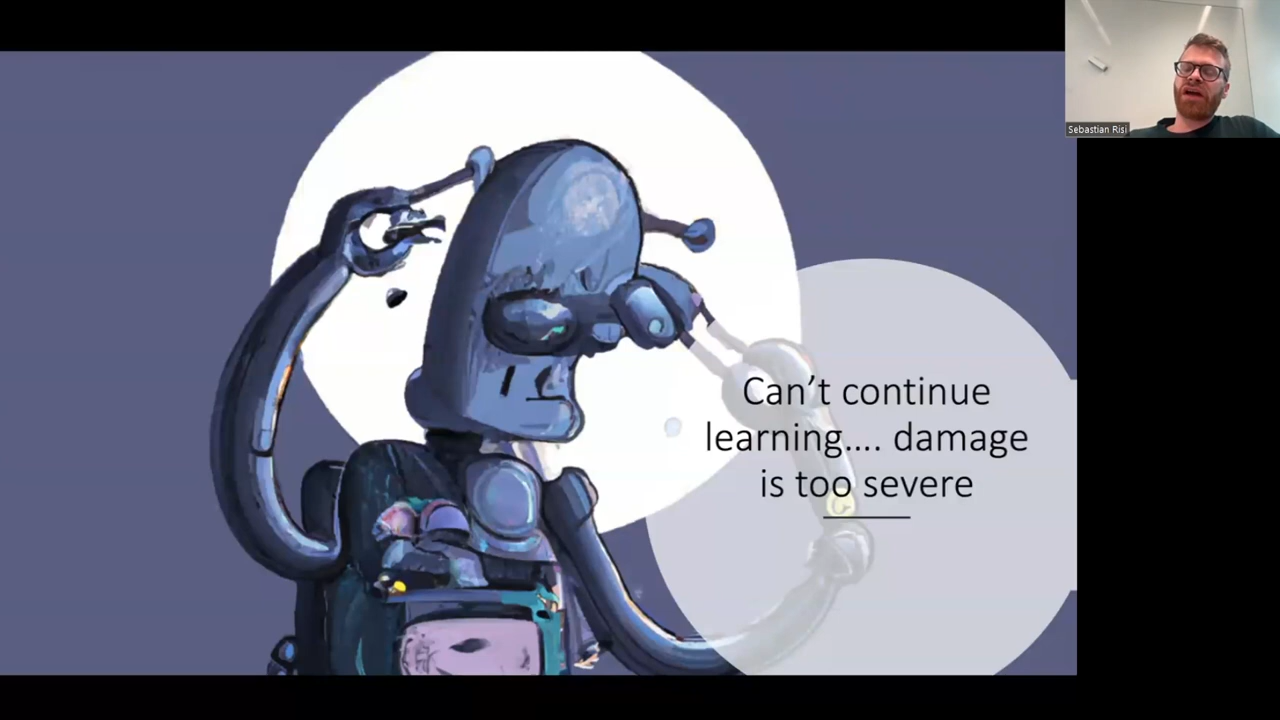 Sebastian Risi
Can't continue
learning.... damage
is too severe